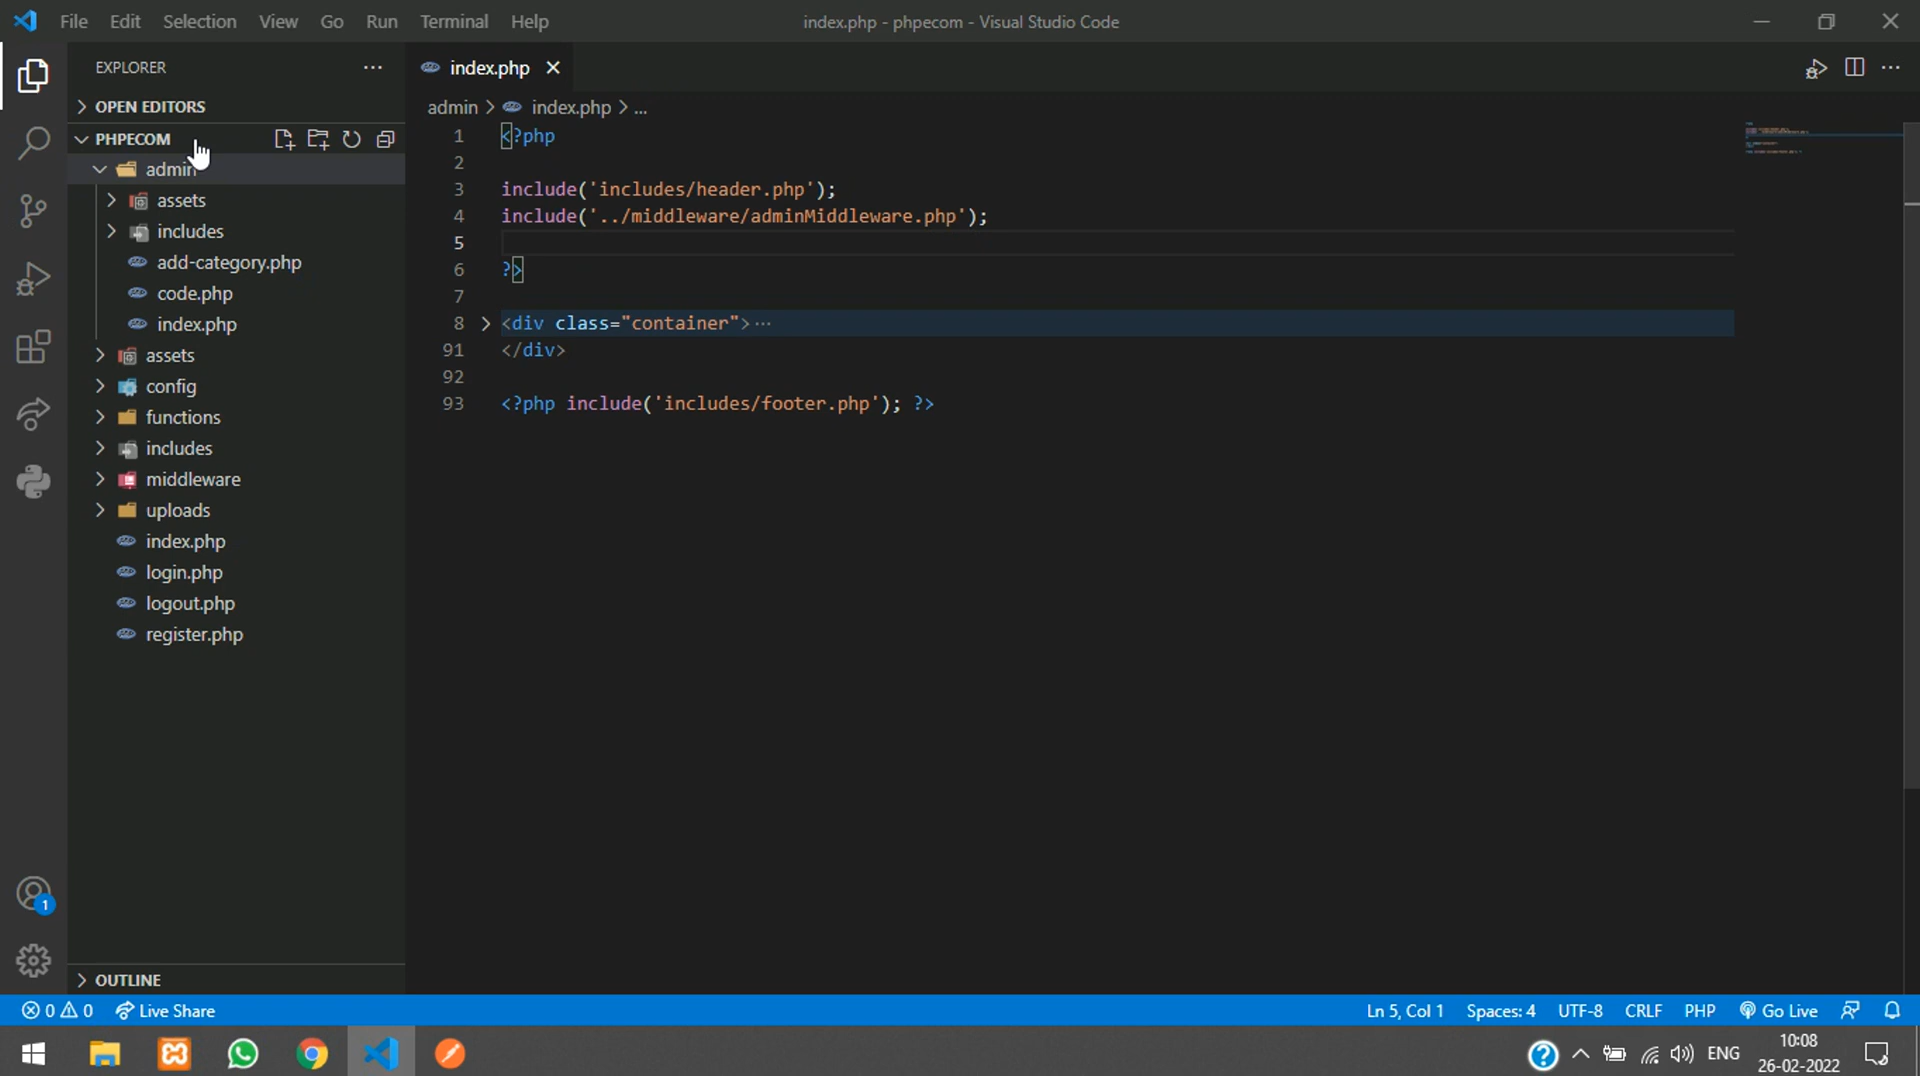 File Edit Selection View Go Run Terminal Help
index.php - phpecom - Visual Studio Code
EXPLORER
OPEN EDITORS
PHPECOM
admin
assets
includes
add-category.php
code.php
index.php
assets
config
functions
includes
middleware
uploads
index.php
login.php
logout.php
register.php
OUTLINE
index.php
admin > index.php > ...
1 <?php
2
3 include('includes/header.php');
4 include('../middleware/adminMiddleware.php');
5
6 ?>
7
8 <div class="container">...
91 </div>
92
93 <?php include('includes/footer.php'); ?>
1
0 0 Live Share
Ln 5, Col 1 Spaces: 4 UTF-8 CRLF PHP Go Live
ENG
10:08
26-02-2022